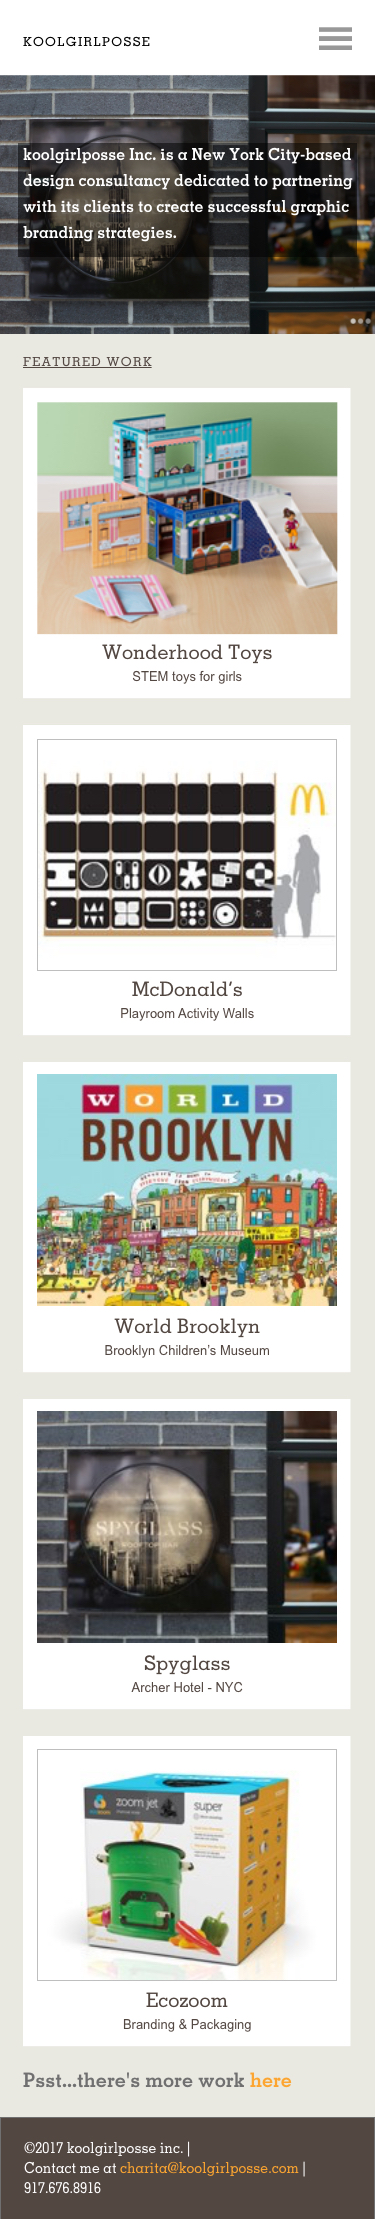 KOOLGIRLPOSSE
koolgirlposse Inc. is a New York City-based
design consultancy dedicated to partnering
with its clients to create successful graphic
branding strategies.
FEATURED WORK
Wonderhood Toys
STEM toys for girls
McDonald's
Playroom Activity Walls
WORLD
BROOKLYN
World Brooklyn
Brooklyn Children's Museum
SPYGLASS
ROOFTOP BAR
Spyglass
Archer Hotel - NYC
zoom jet
super
Ecozoom
Branding & Packaging
Psst...there's more work here
©2017 koolgirlposse inc. |
Contact me at charita@koolgirlposse.com |
917.676.8916